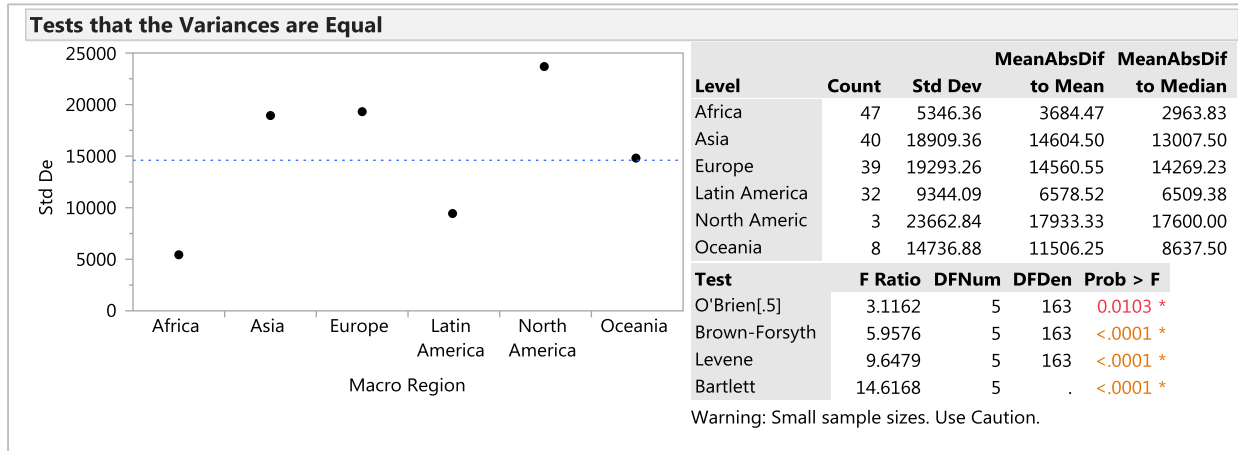 Tests that the Variances are Equal
25000
20000
15000
10000
5000
0
Std De
Africa Asia Europe Latin America North America Oceania
Macro Region
Level Count Std Dev MeanAbsDif to Mean MeanAbsDif to Median
Africa 47 5346.36 3684.47 2963.83
Asia 40 18909.36 14604.50 13007.50
Europe 39 19293.26 14560.55 14269.23
Latin America 32 9344.09 6578.52 6509.38
North Americ 3 23662.84 17933.33 17600.00
Oceania 8 14736.88 11506.25 8637.50
Test F Ratio DFNum DFDen Prob > F
O'Brien[.5] 3.1162 5 163 0.0103 *
Brown-Forsyth 5.9576 5 163 <.0001 *
Levene 9.6479 5 163 <.0001 *
Bartlett 14.6168 5 . <.0001 *
Warning: Small sample sizes. Use Caution.